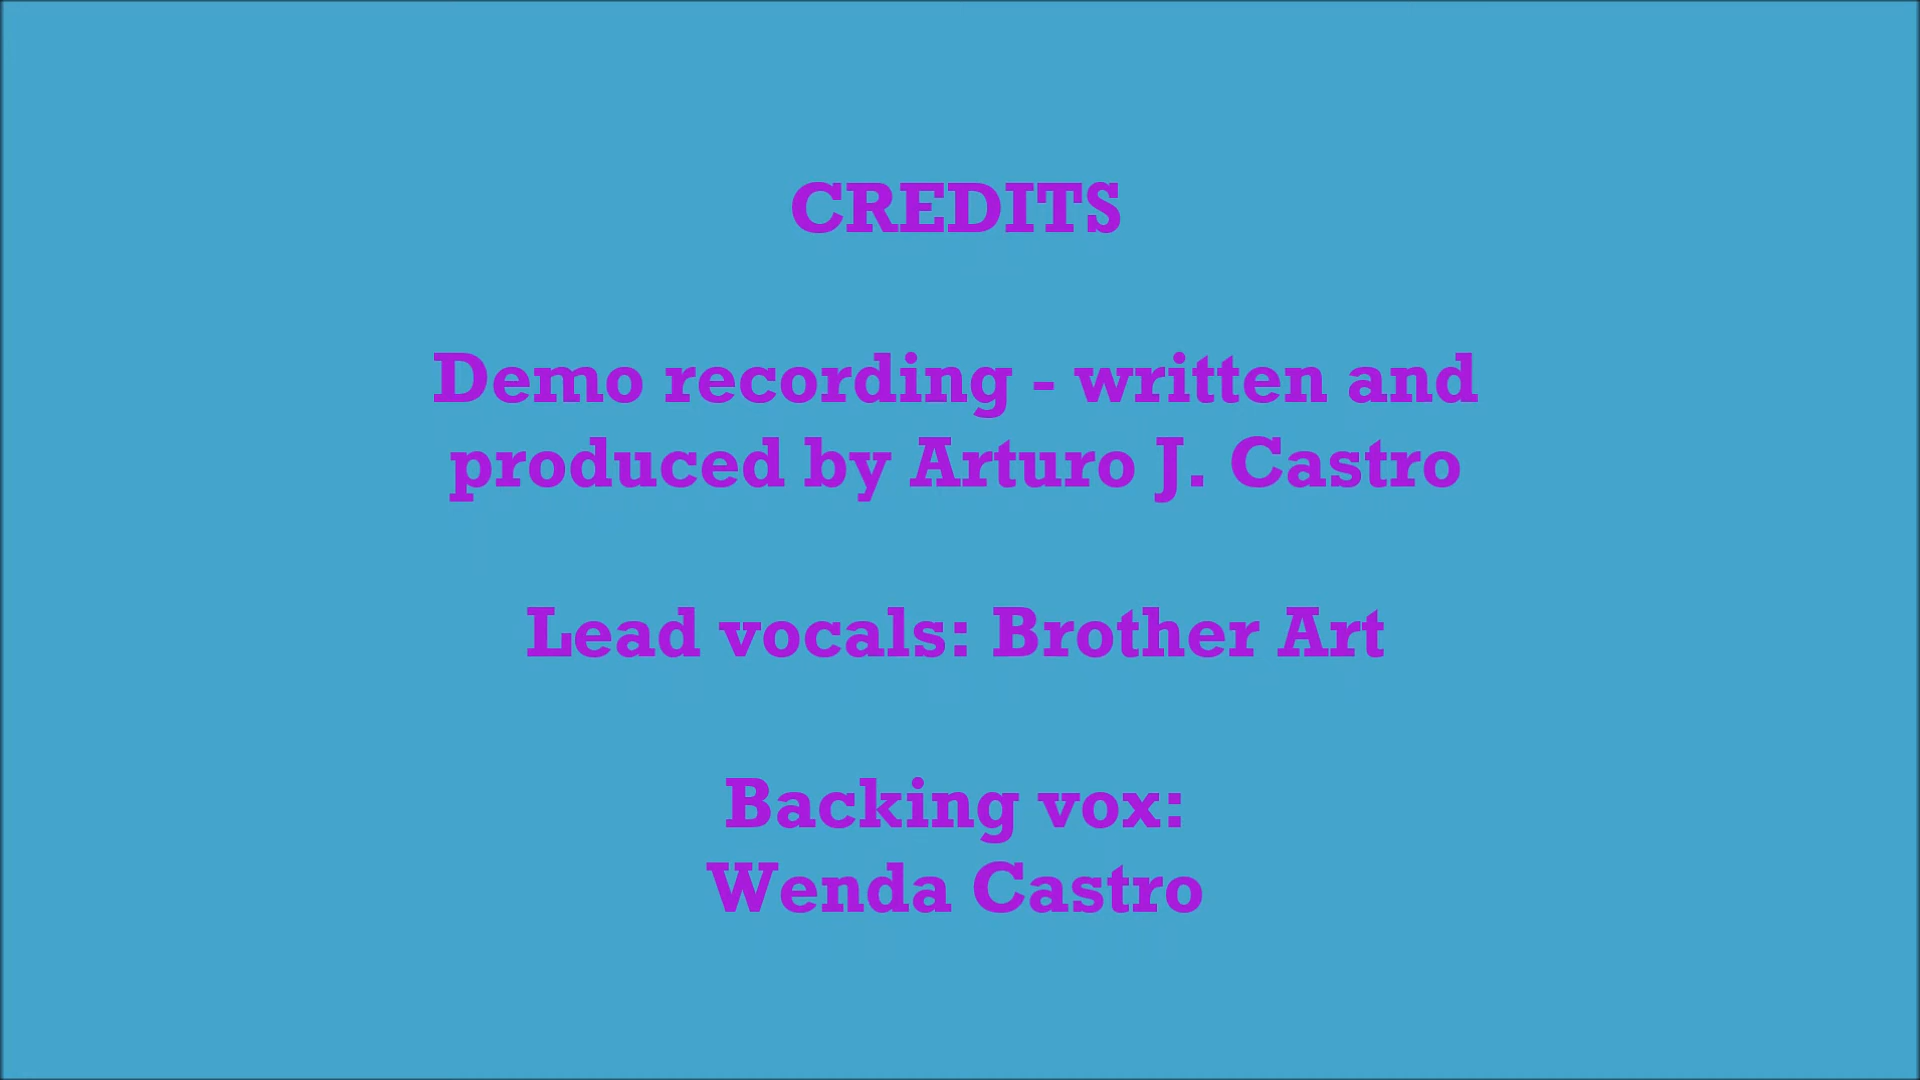 CREDITS
Demo recording - written and
produced by Arturo J. Castro
Lead vocals: Brother Art
Backing vox:
Wenda Castro